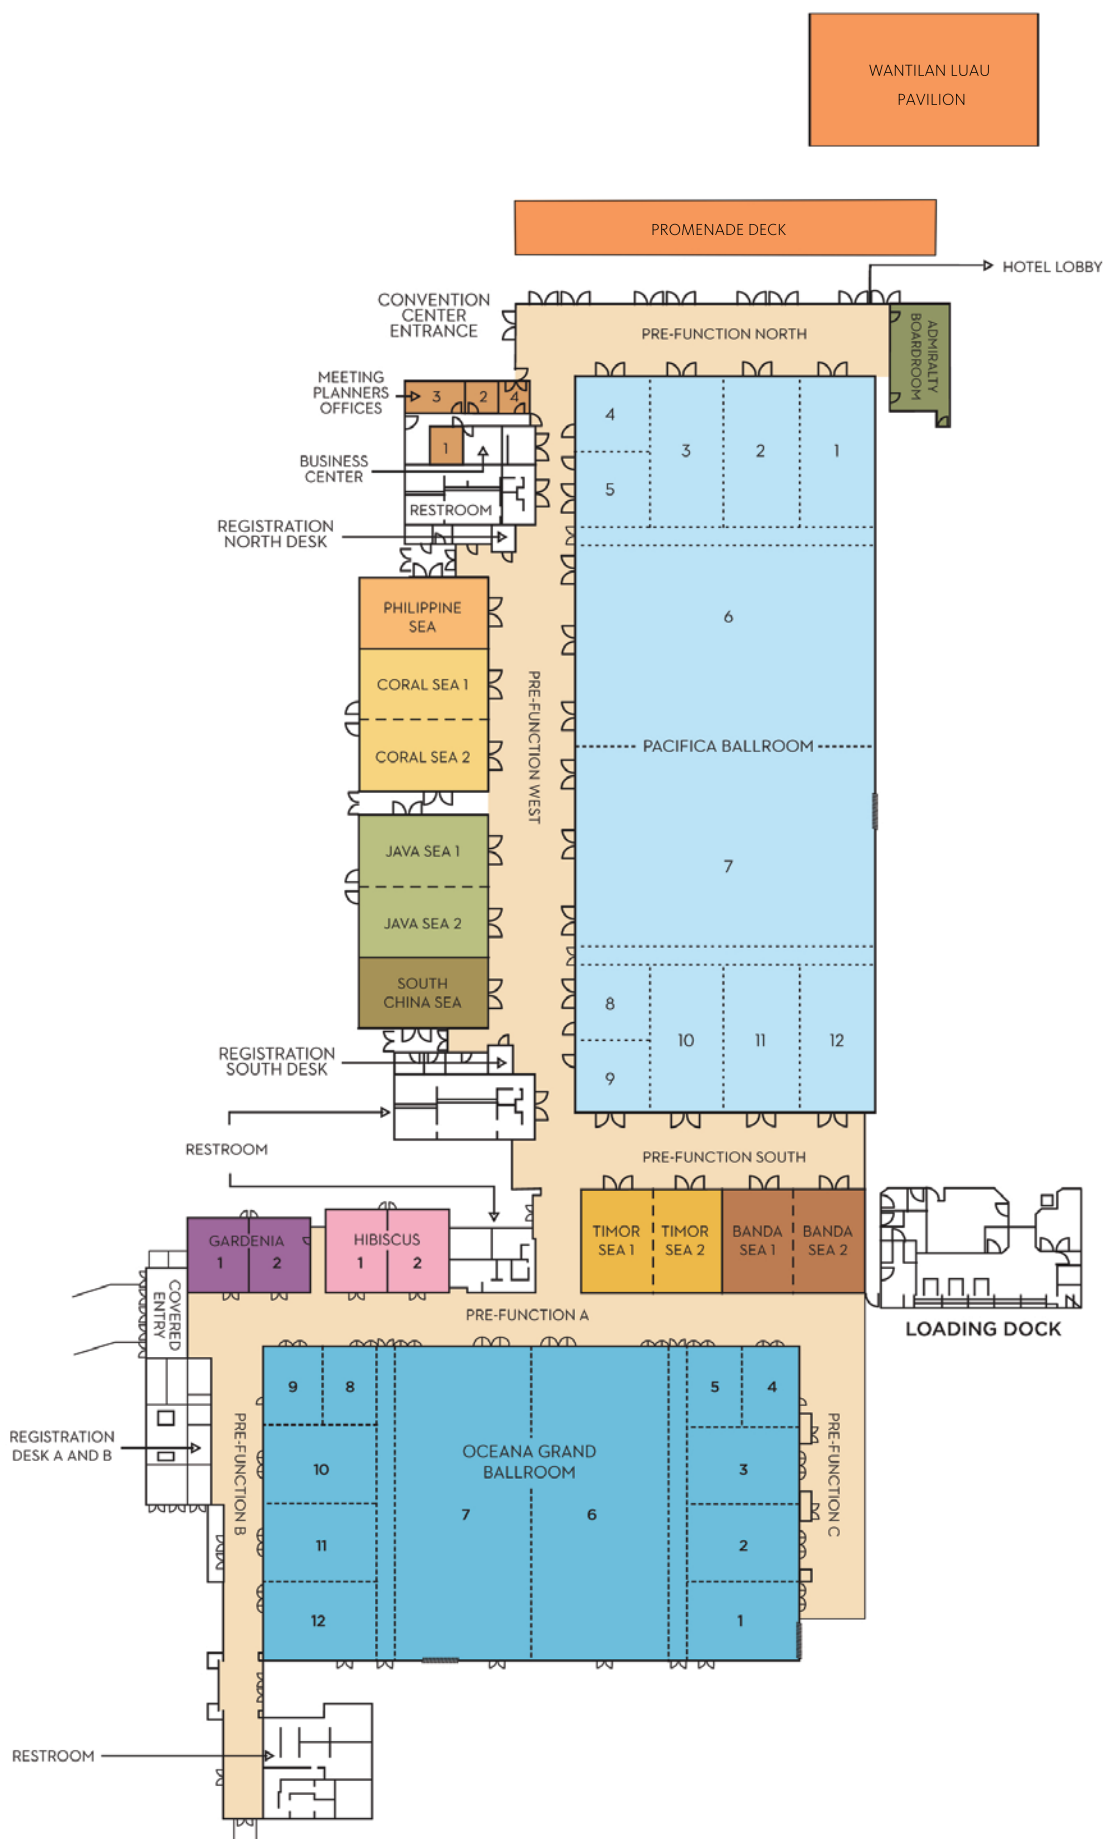 WANTILAN LUAU
PAVILION
PROMENADE DECK
HOTEL LOBBY
CONVENTION
CENTER
ENTRANCE
PRE-FUNCTION NORTH
ADMIRALTY
BOARDROOM
MEETING
PLANNERS
OFFICES
3
2
4
1
BUSINESS
CENTER
RESTROOM
REGISTRATION
NORTH DESK
4
3
2
1
5
6
PACIFICA BALLROOM
7
8
9
10
11
12
PHILIPPINE
SEA
CORAL SEA 1
CORAL SEA 2
PRE-FUNCTION WEST
JAVA SEA 1
JAVA SEA 2
SOUTH
CHINA SEA
REGISTRATION
SOUTH DESK
RESTROOM
PRE-FUNCTION SOUTH
TIMOR
SEA 1
TIMOR
SEA 2
BANDA
SEA 1
BANDA
SEA 2
LOADING DOCK
GARDENIA
1
2
HIBISCUS
1
2
COVERED
ENTRY
PRE-FUNCTION A
REGISTRATION
DESK A AND B
PRE-FUNCTION B
9
8
10
11
12
OCEANA GRAND
BALLROOM
7
6
5
4
3
2
1
PRE-FUNCTION C
RESTROOM